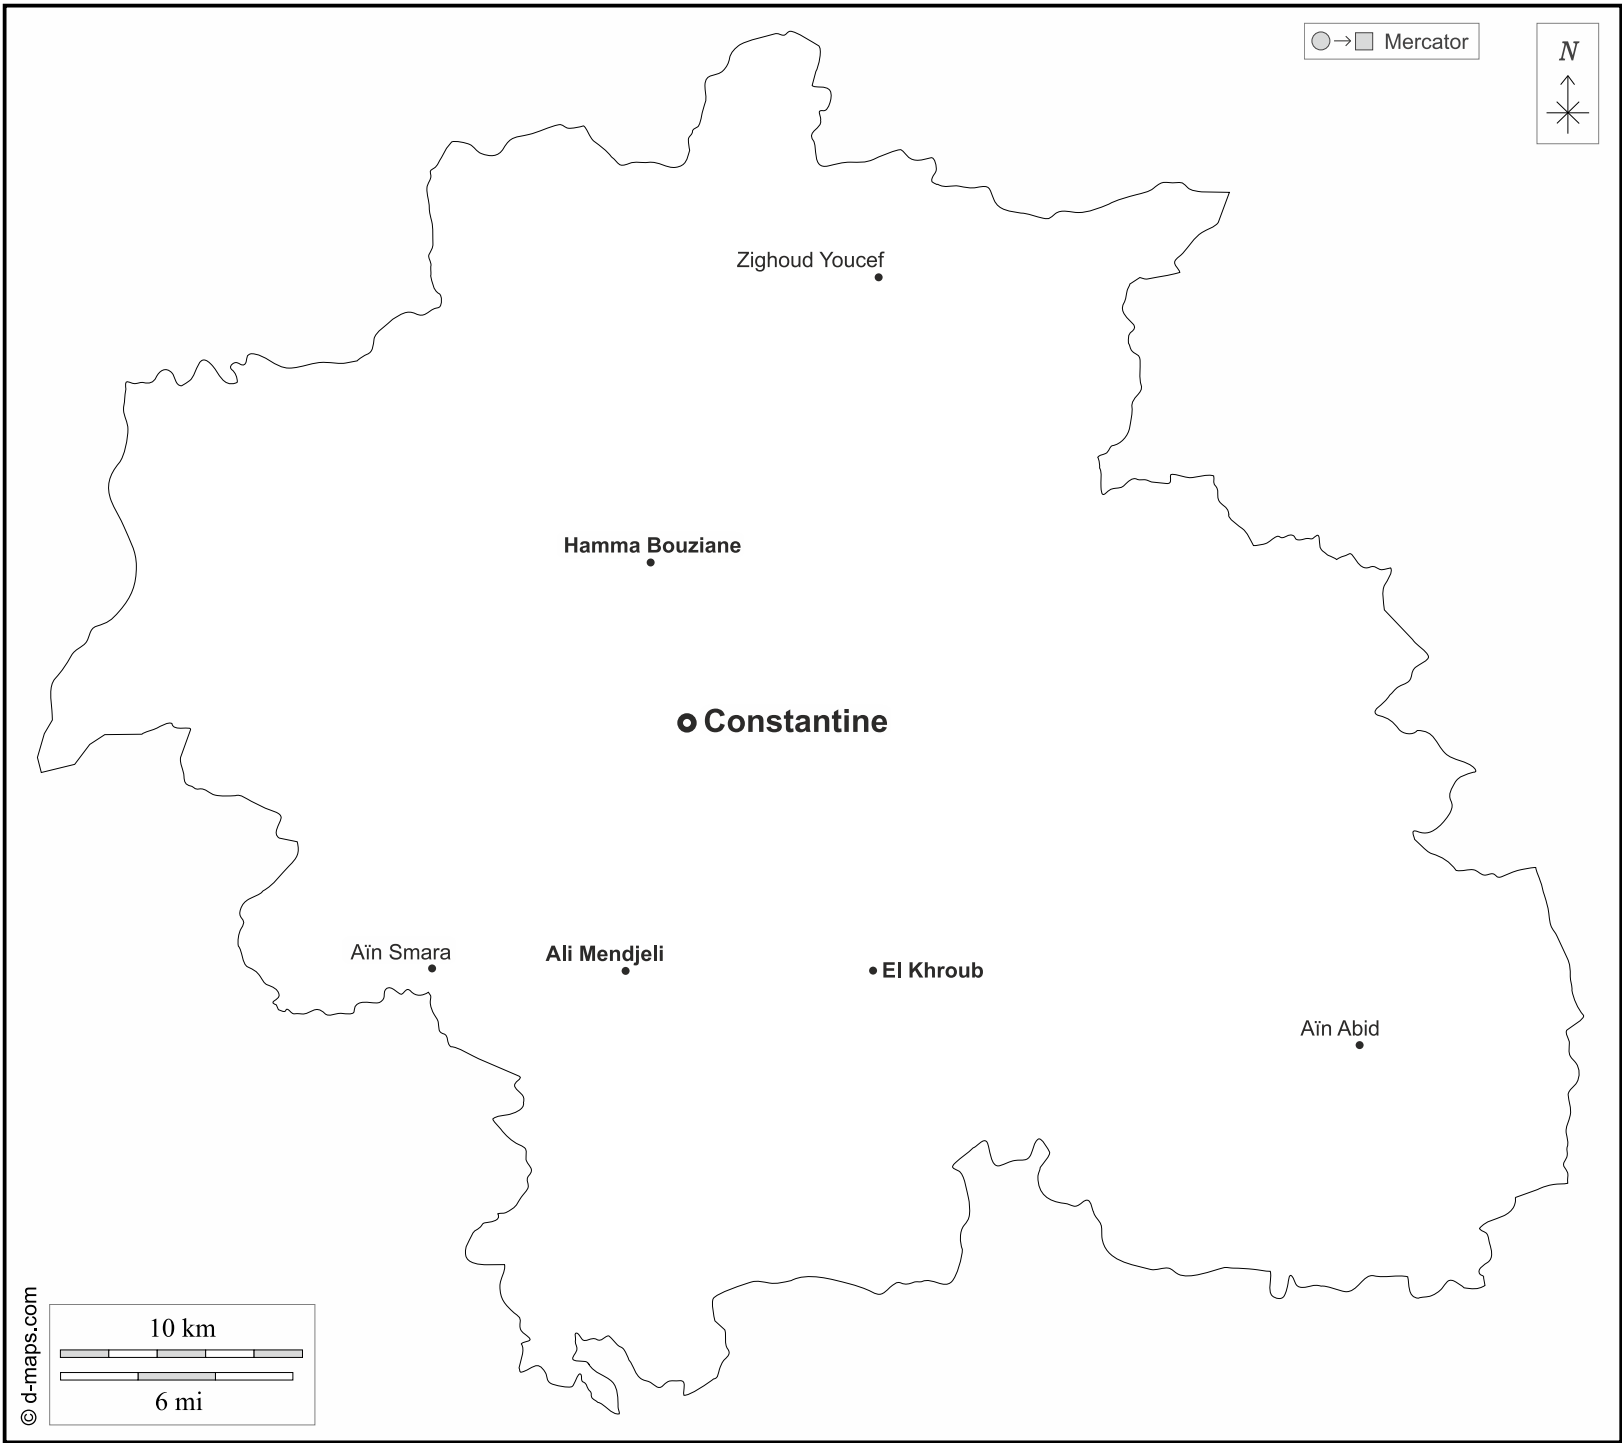 Mercator
N
Zighoud Youcef
Hamma Bouziane
Constantine
Aïn Smara
Ali Mendjeli
El Khroub
Aïn Abid
10 km
6 mi
© d-maps.com